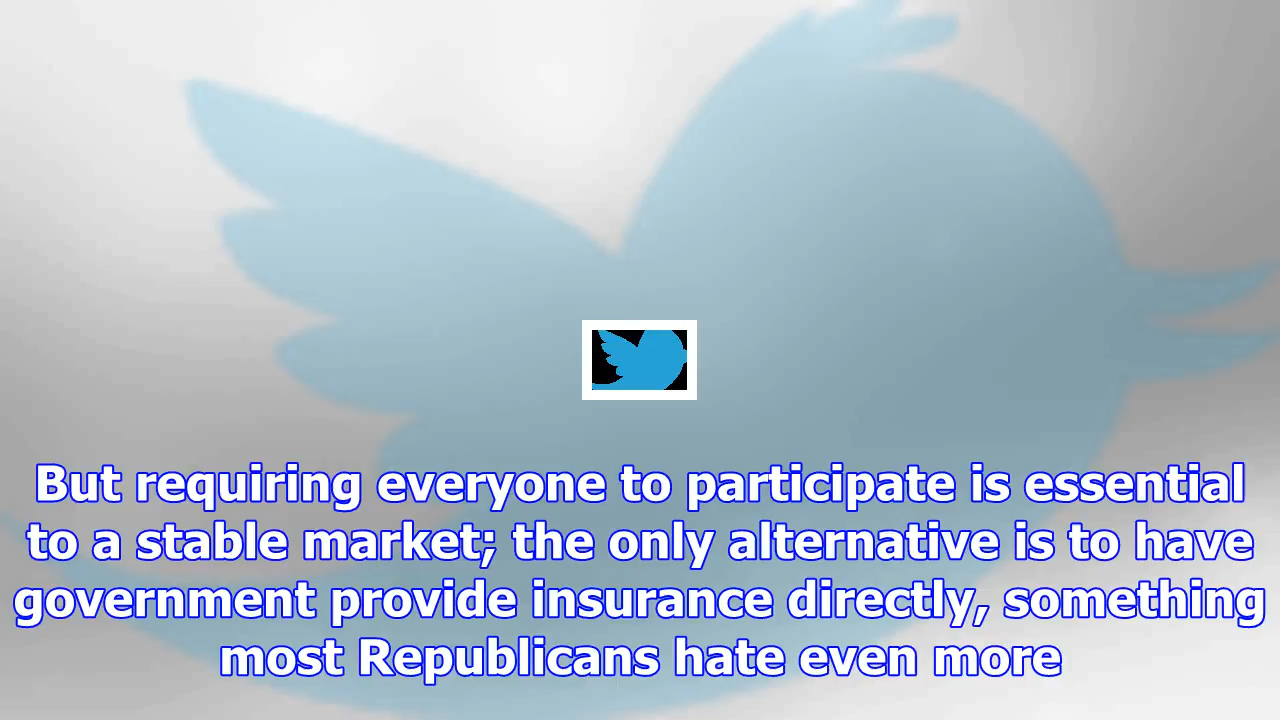 But requiring everyone to participate is essential
to a stable market; the only alternative is to have
government provide insurance directly, something
most Republicans hate even more